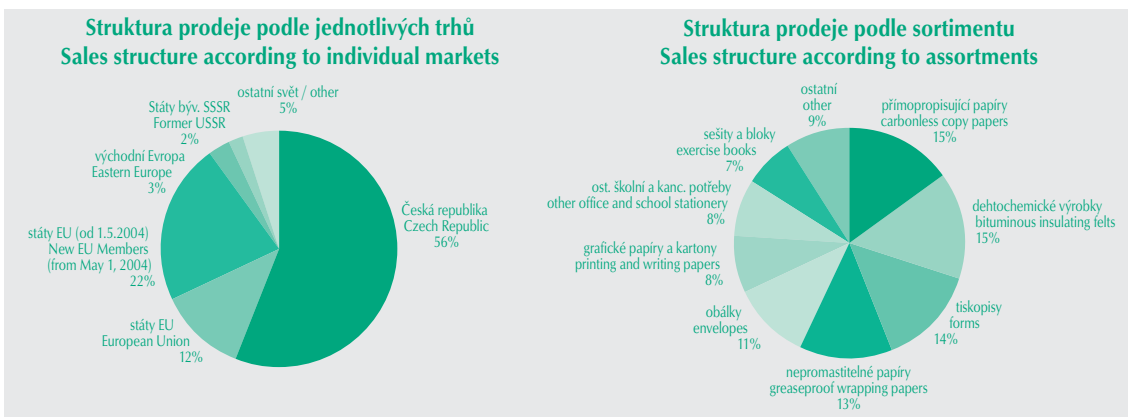 Struktura prodeje podle jednotlivých trhů
Sales structure according to individual markets
ostatní svět / other
5%
Státy býv. SSSR
Former USSR
2%
východní Evropa
Eastern Europe
3%
Česká republika
Czech Republic
56%
státy EU (od 1.5.2004)
New EU Members
(from May 1, 2004)
22%
státy EU
European Union
12%
Struktura prodeje podle sortimentu
Sales structure according to assortments
ostatní
other
9%
přímopropisující papíry
carbonless copy papers
15%
sešity a bloky
exercise books
7%
ost. školní a kanc. potřeby
other office and school stationery
8%
dehtochemické výrobky
bituminous insulating felts
15%
grafické papíry a kartony
printing and writing papers
8%
obálky
envelopes
11%
tiskopisy
forms
14%
nepromastitelné papíry
greaseproof wrapping papers
13%